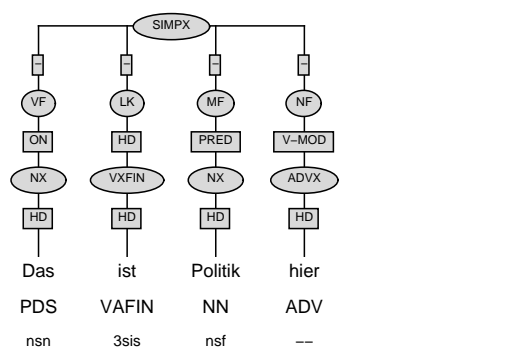 SIMPX
– – – –
VF LK MF NF
ON HD PRED V−MOD
NX VXFIN NX ADVX
HD HD HD HD
Das ist Politik hier
PDS VAFIN NN ADV
nsn 3sis nsf −−